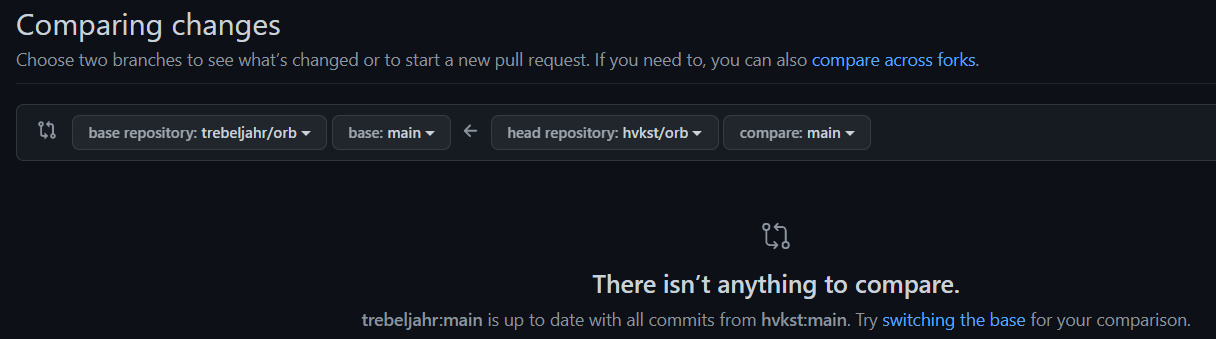 Comparing changes
Choose two branches to see what’s changed or to start a new pull request. If you need to, you can also compare across forks.
base repository: trebeljahr/orb base: main head repository: hvkst/orb compare: main
There isn’t anything to compare.
trebeljahr:main is up to date with all commits from hvkst:main. Try switching the base for your comparison.